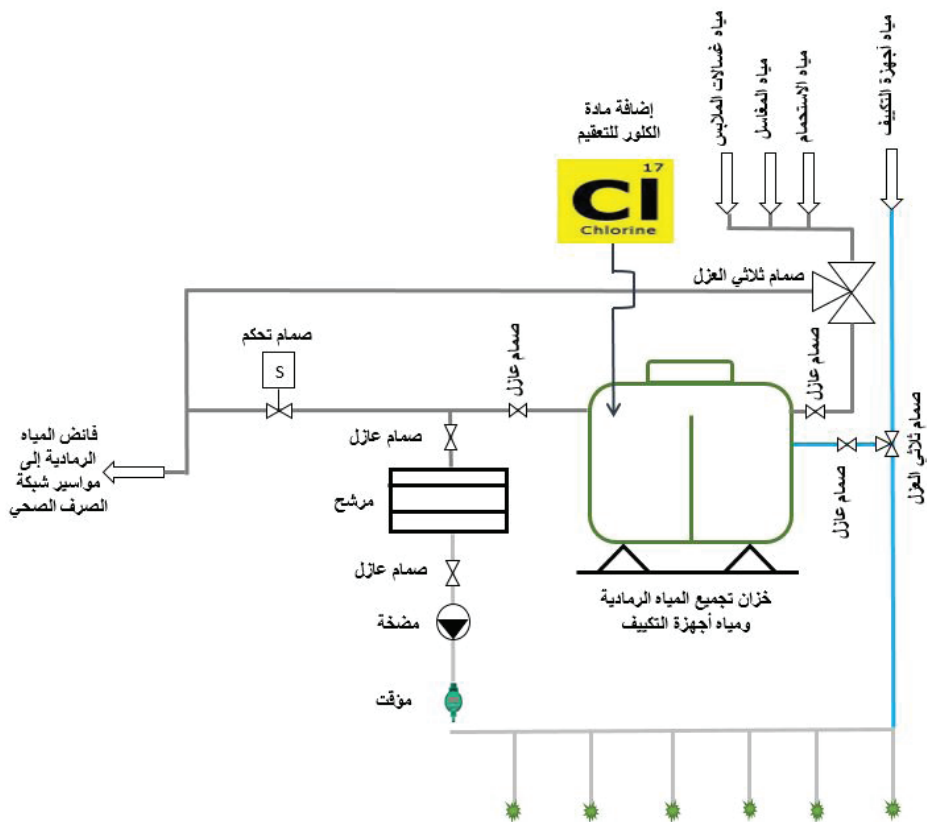 مياه غسالات الملابس
مياه المغاسل
مياه الاستحمام
مياه أجهزة التكييف
إضافة مادة
الكلور للتعقيم
17
Cl
Chlorine
صمام ثلاثي العزل
صمام تحكم
S
صمام عازل
صمام عازل
صمام ثلاثي العزل
صمام عازل
صمام عازل
فائض المياه
الرمادية إلى
مواسير شبكة
الصرف الصحي
مرشح
صمام عازل
خزان تجميع المياه الرمادية
ومياه أجهزة التكييف
مضخة
مؤقت